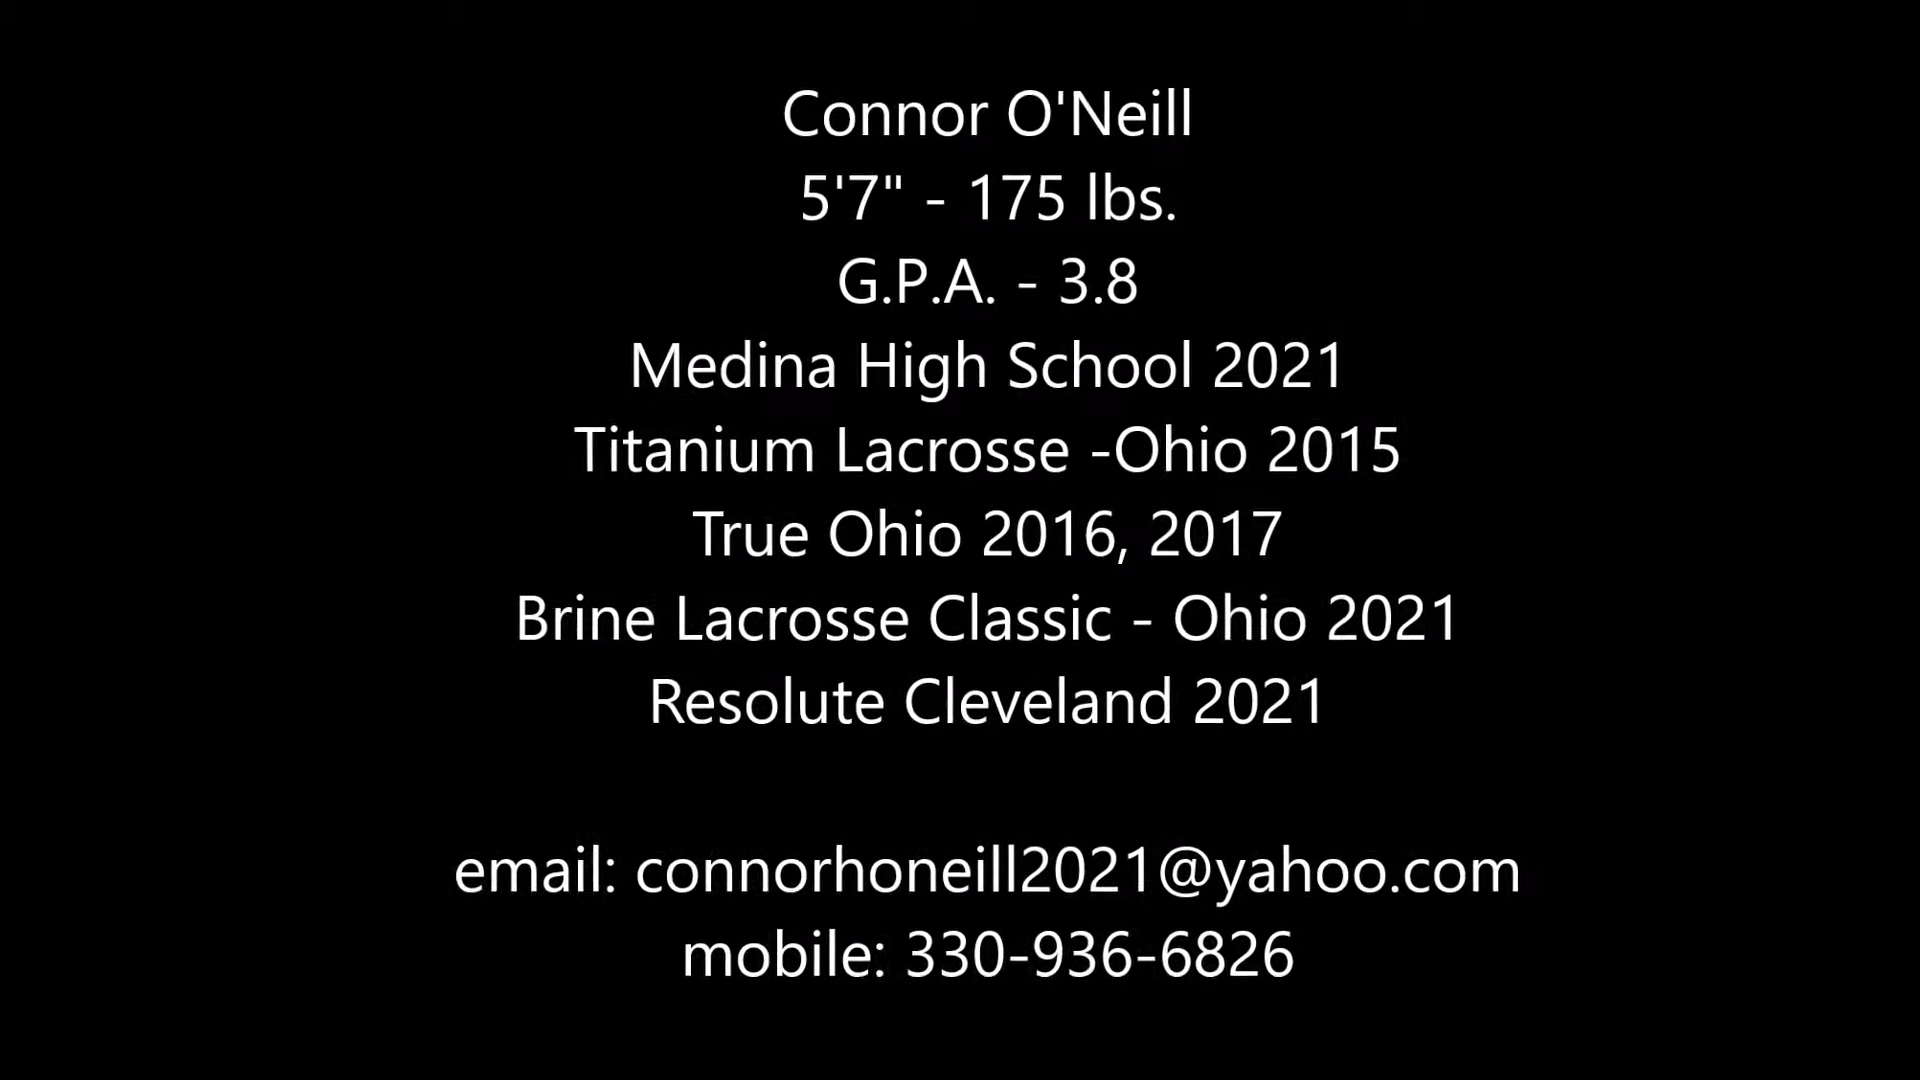 Connor O'Neill
5'7" - 175 lbs.
G.P.A. - 3.8
Medina High School 2021
Titanium Lacrosse -Ohio 2015
True Ohio 2016, 2017
Brine Lacrosse Classic - Ohio 2021
Resolute Cleveland 2021
email: connorhoneill2021@yahoo.com
mobile: 330-936-6826